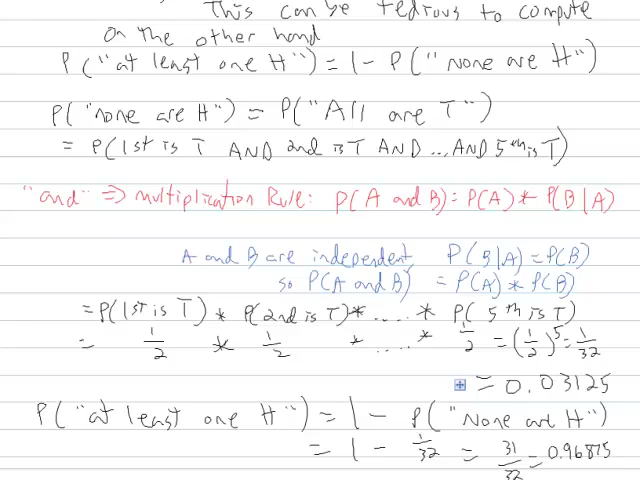 This can be tedious to compute
On the other hand
P("at least one H") = 1 - P("none are H")
P("none are H") = P("All are T")
= P(1st is T AND 2nd is T AND ... AND 5th is T)
"and" => multiplication Rule: P(A and B) = P(A) * P(B|A)
A and B are independent, P(B|A) = P(B)
so P(A and B) = P(A) * P(B)
= P(1st is T) * P(2nd is T) * .... * P(5th is T)
= 1/2 * 1/2 * .... * 1/2 = (1/2)^5 = 1/32
= 0.03125
P("at least one H") = 1 - P("None are H")
= 1 - 1/32 = 31/32 = 0.96875